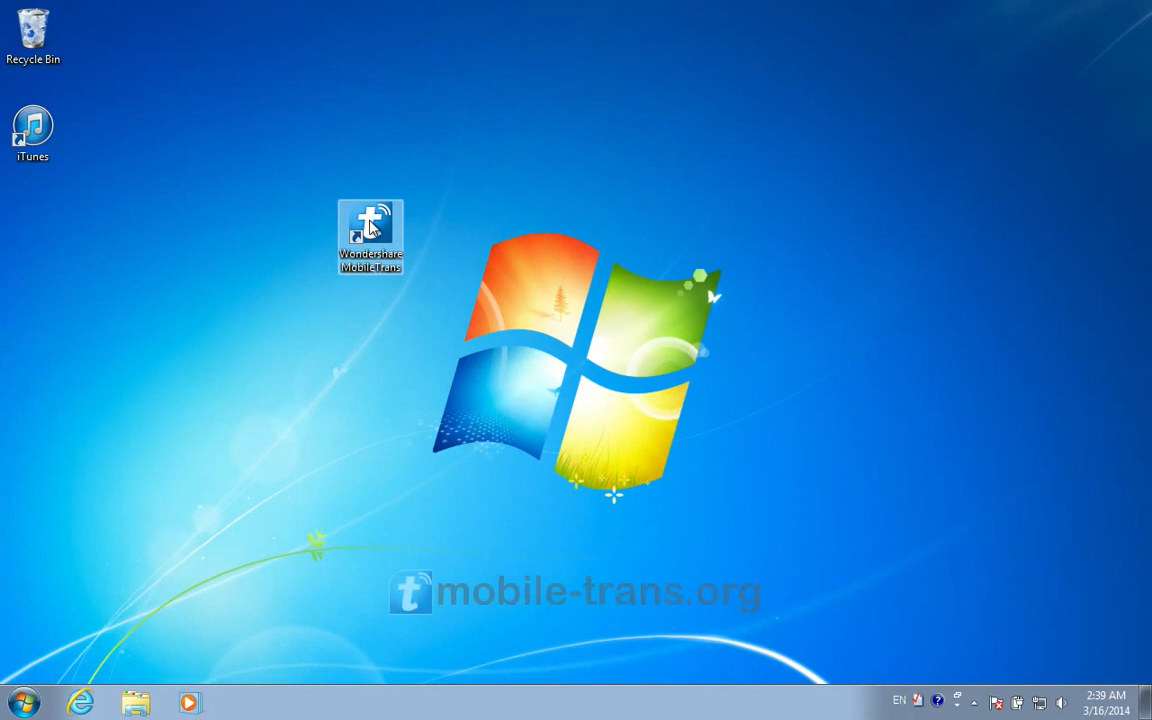 Recycle Bin
iTunes
Wondershare
MobileTrans
mobile-trans.org
EN
2:39 AM
3/16/2014